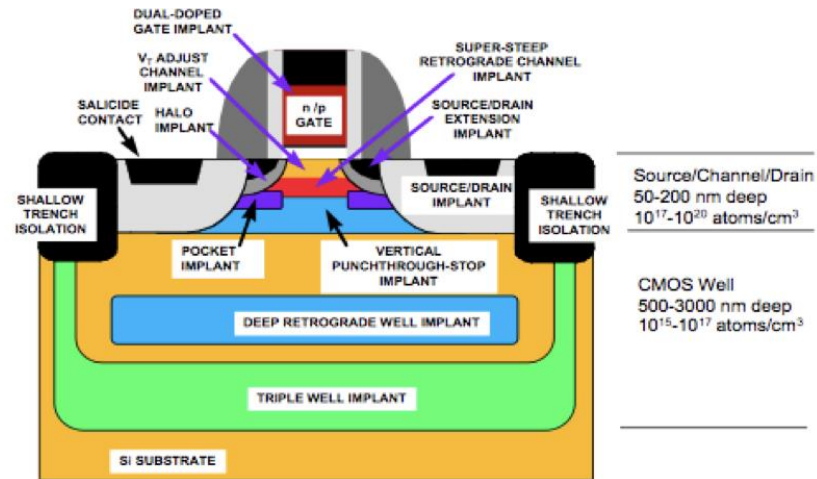 DUAL-DOPED
GATE IMPLANT
V_T ADJUST
CHANNEL
IMPLANT
SUPER-STEEP
RETROGRADE CHANNEL
IMPLANT
SALICIDE
CONTACT
HALO
IMPLANT
n /p
GATE
SOURCE/DRAIN
EXTENSION
IMPLANT
SHALLOW
TRENCH
ISOLATION
SOURCE/DRAIN
IMPLANT
SHALLOW
TRENCH
ISOLATION
Source/Channel/Drain
50-200 nm deep
10¹⁷-10²⁰ atoms/cm³
POCKET
IMPLANT
VERTICAL
PUNCHTHROUGH-STOP
IMPLANT
CMOS Well
500-3000 nm deep
10¹⁵-10¹⁷ atoms/cm³
DEEP RETROGRADE WELL IMPLANT
TRIPLE WELL IMPLANT
Si SUBSTRATE